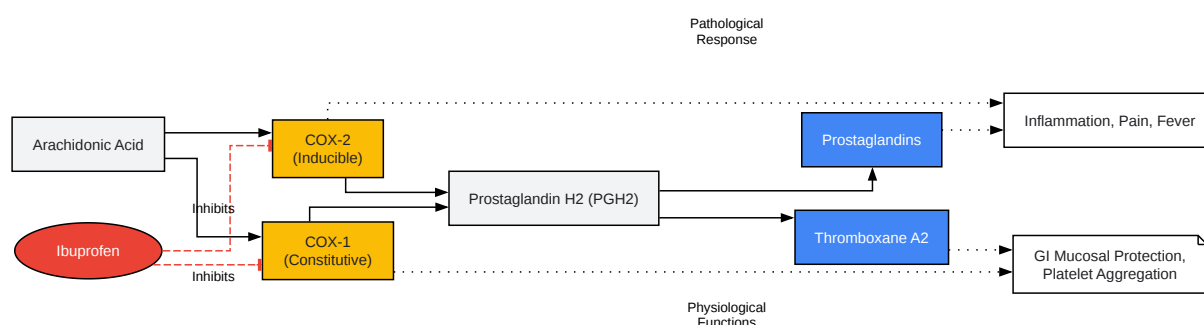 Pathological
Response
Inflammation, Pain, Fever
Arachidonic Acid
COX-2
(Inducible)
Prostaglandins
Inhibits
Prostaglandin H2 (PGH2)
Ibuprofen
COX-1
(Constitutive)
Thromboxane A2
GI Mucosal Protection,
Platelet Aggregation
Inhibits
Physiological
Functions